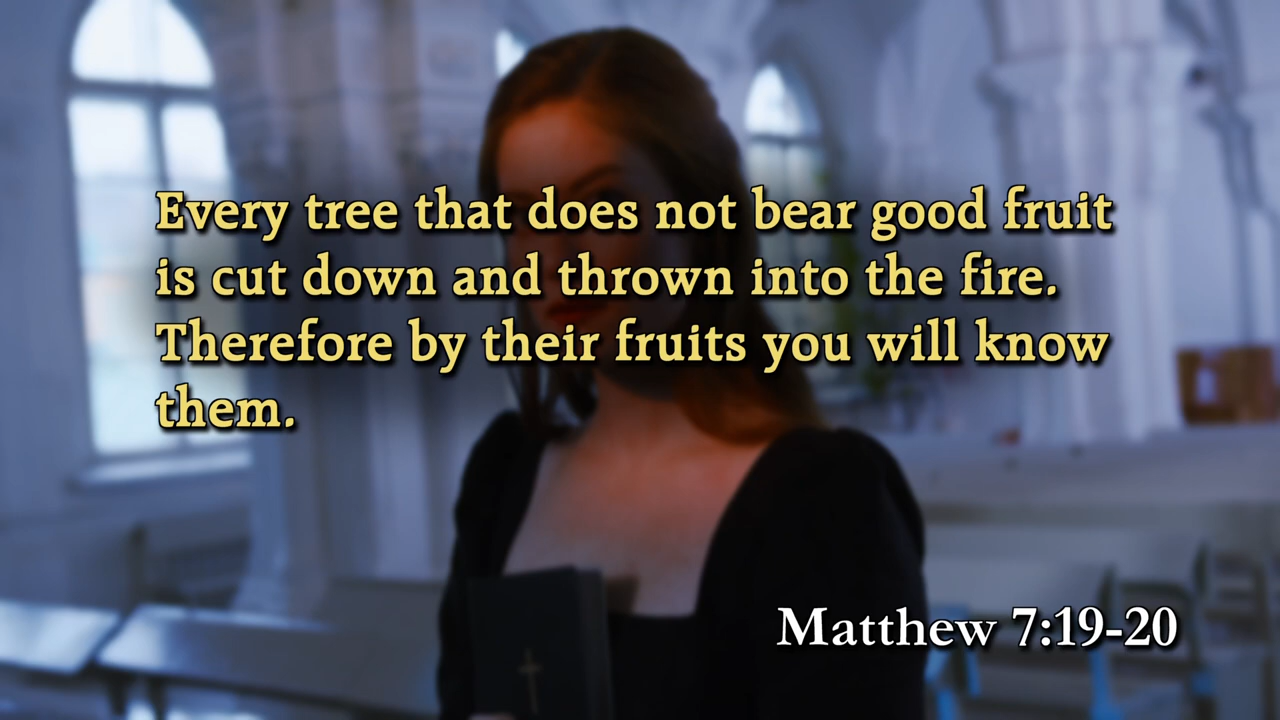 Every tree that does not bear good fruit
is cut down and thrown into the fire.
Therefore by their fruits you will know
them.
Matthew 7:19-20